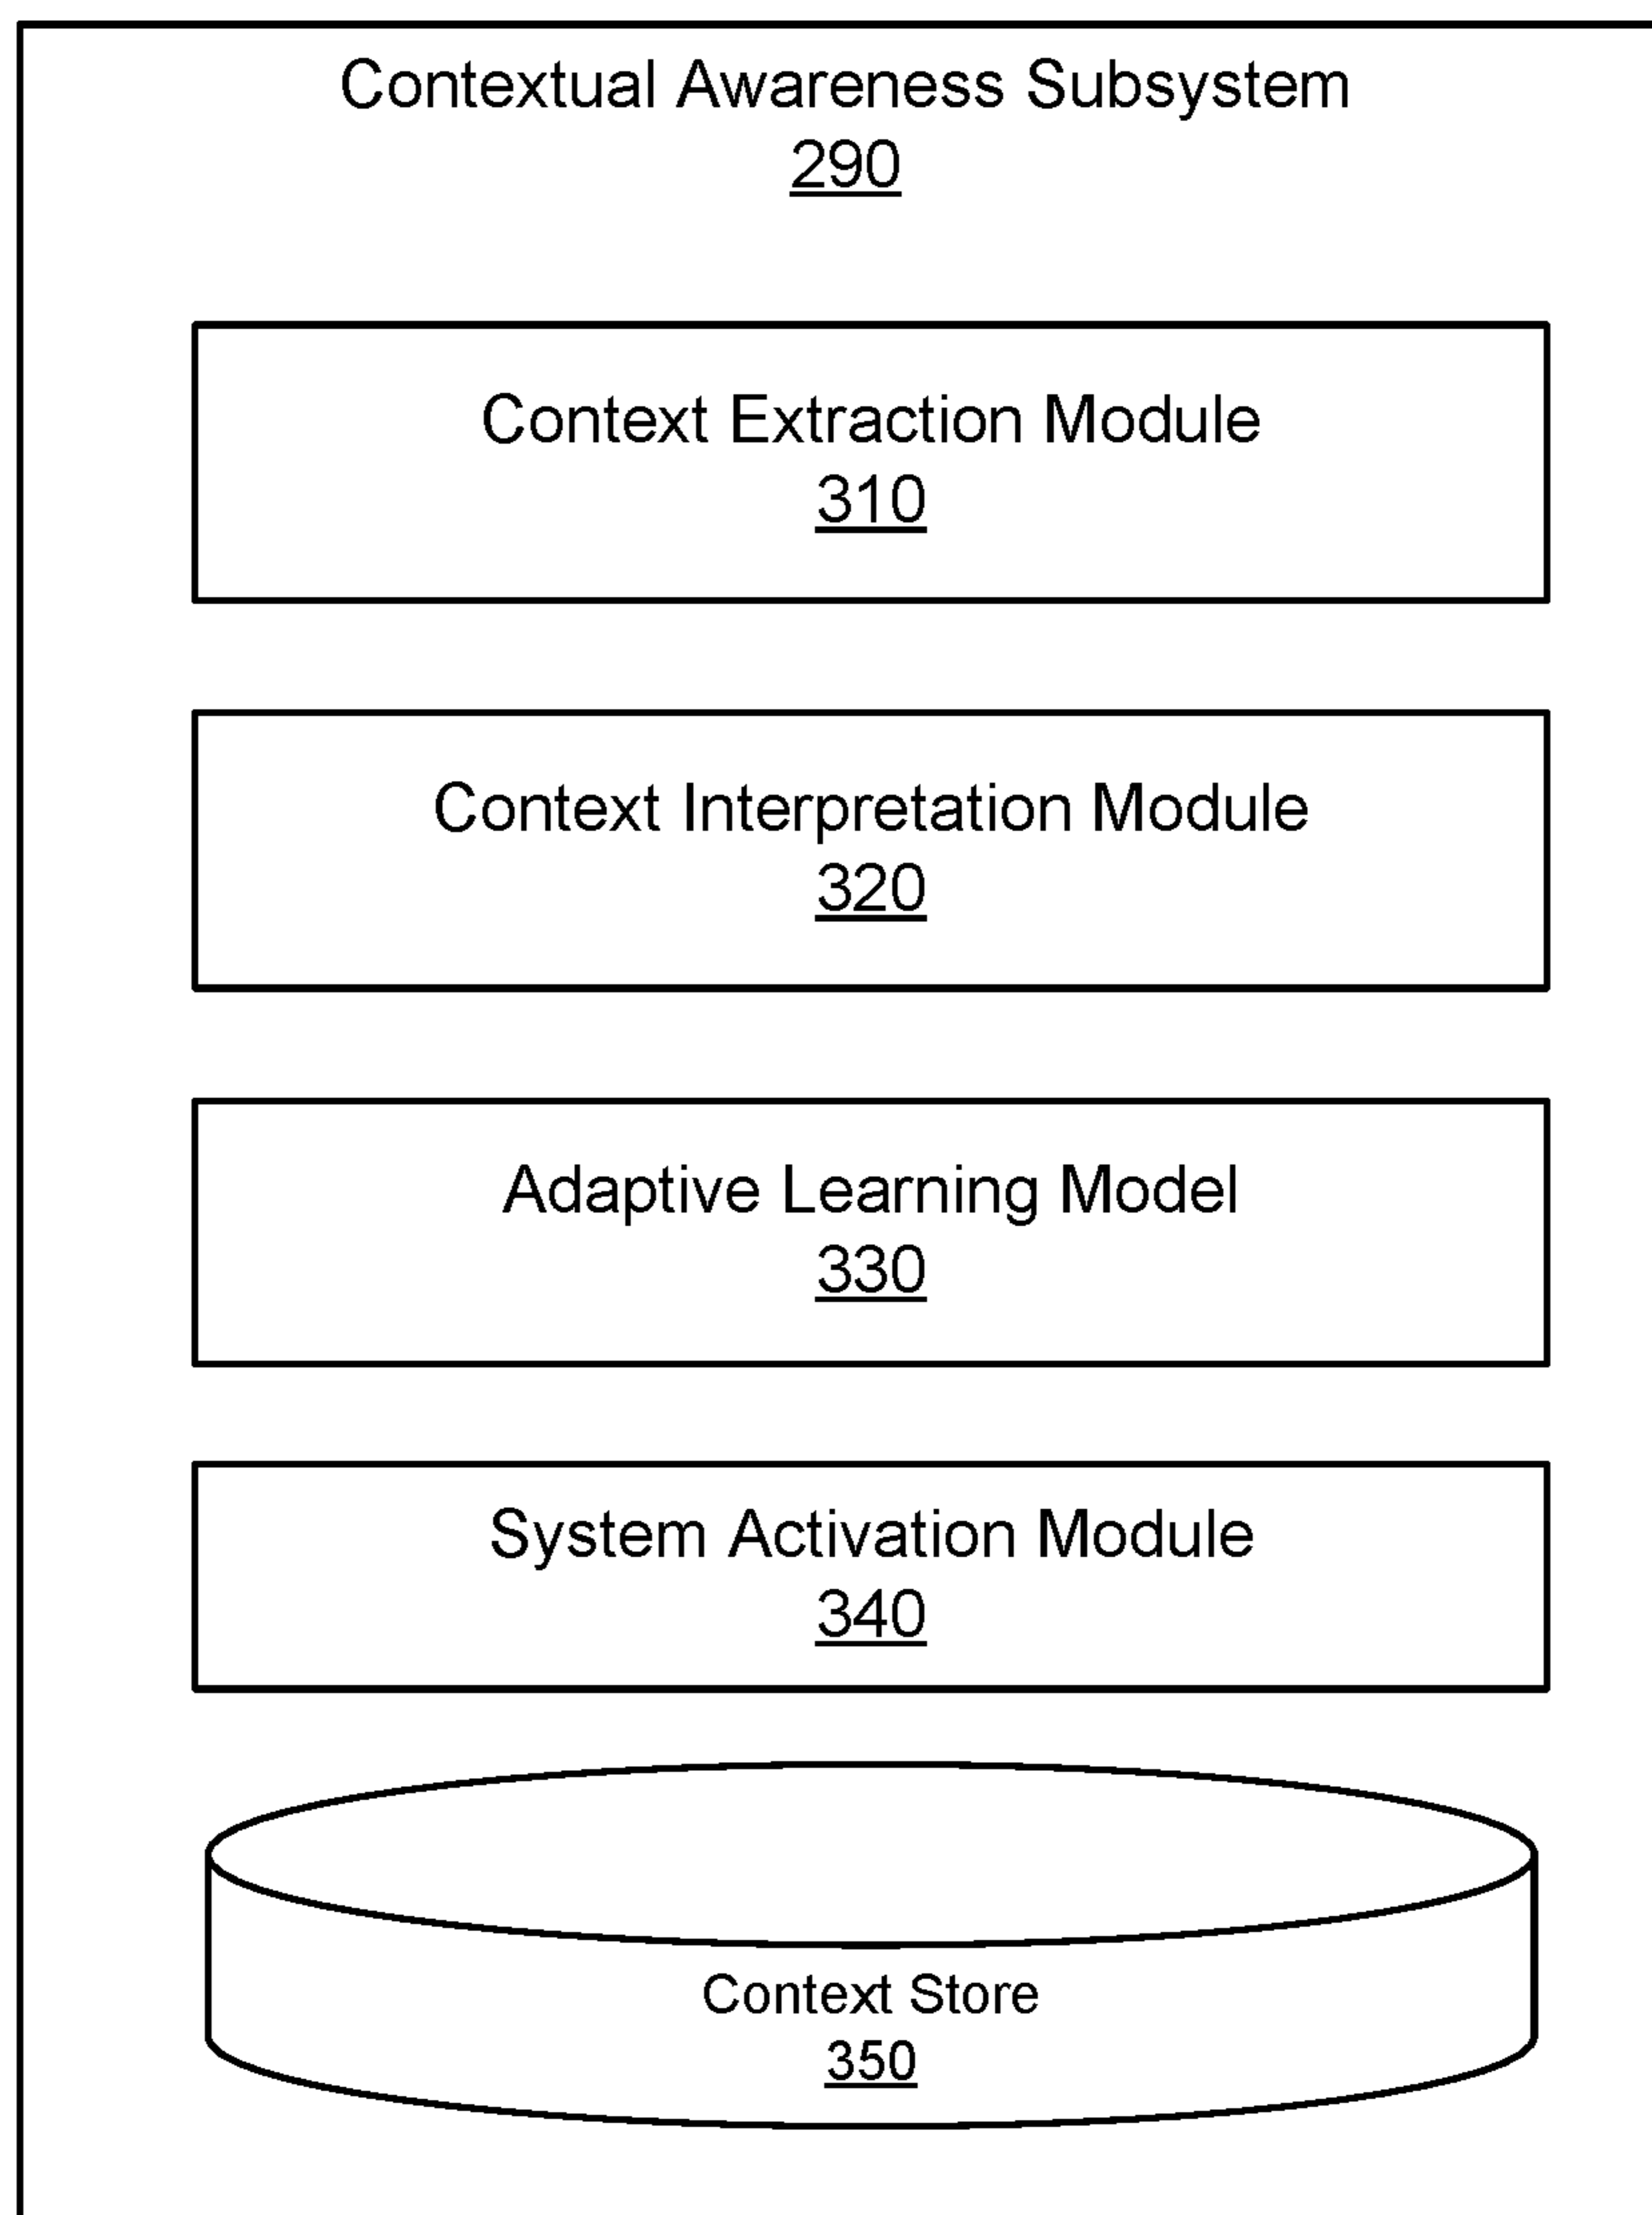 Contextual Awareness Subsystem
290
Context Extraction Module
310
Context Interpretation Module
320
Adaptive Learning Model
330
System Activation Module
340
Context Store
350